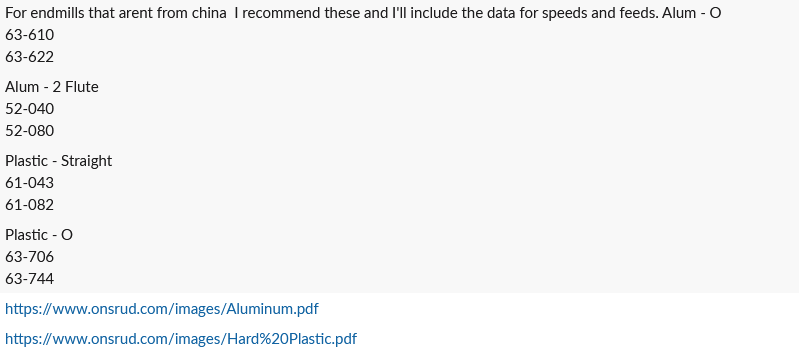 For endmills that arent from china  I recommend these and I'll include the data for speeds and feeds. Alum - O
63-610
63-622
Alum - 2 Flute
52-040
52-080
Plastic - Straight
61-043
61-082
Plastic - O
63-706
63-744
https://www.onsrud.com/images/Aluminum.pdf
https://www.onsrud.com/images/Hard%20Plastic.pdf